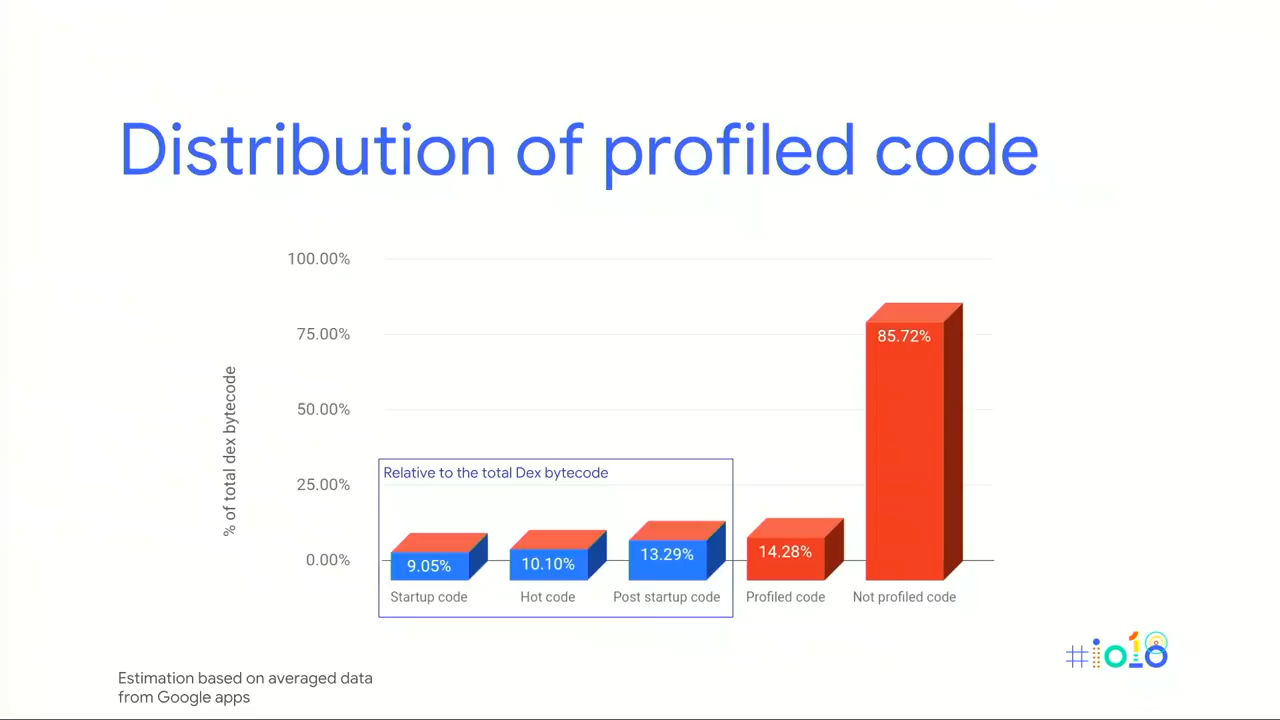 Distribution of profiled code
% of total dex bytecode
100.00%
75.00%
50.00%
25.00%
0.00%
Relative to the total Dex bytecode
9.05%
10.10%
13.29%
14.28%
85.72%
Startup code
Hot code
Post startup code
Profiled code
Not profiled code
#io18
Estimation based on averaged data
from Google apps